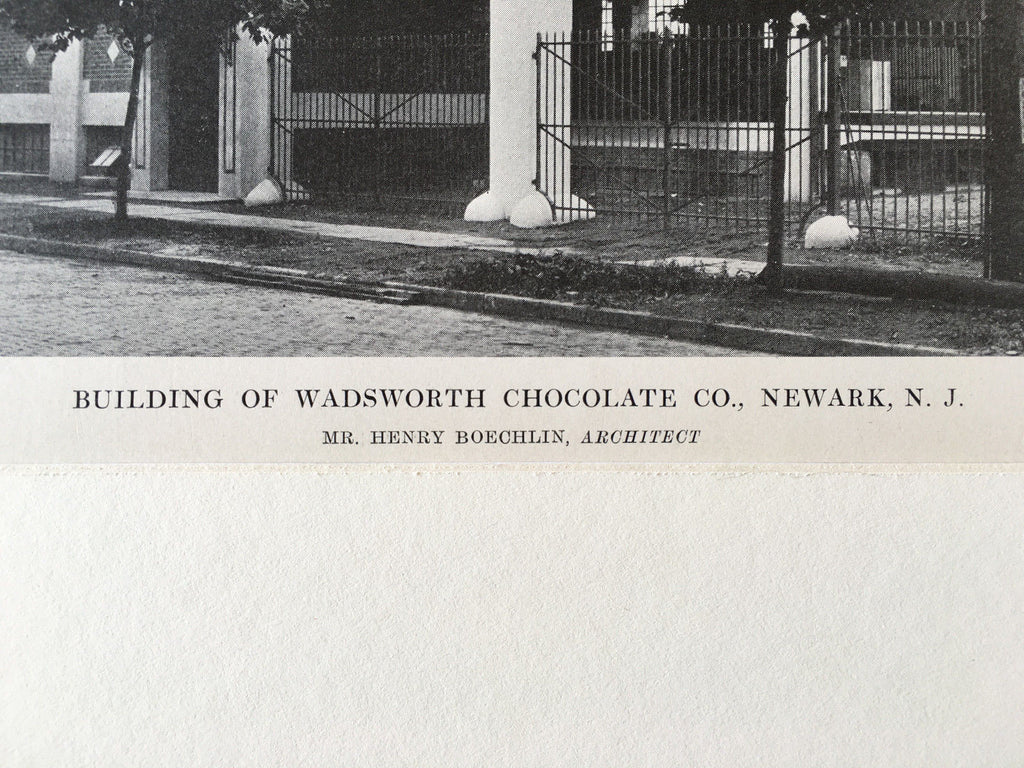 BUILDING OF WADSWORTH CHOCOLATE CO., NEWARK, N. J.
MR. HENRY BOECHLIN, ARCHITECT